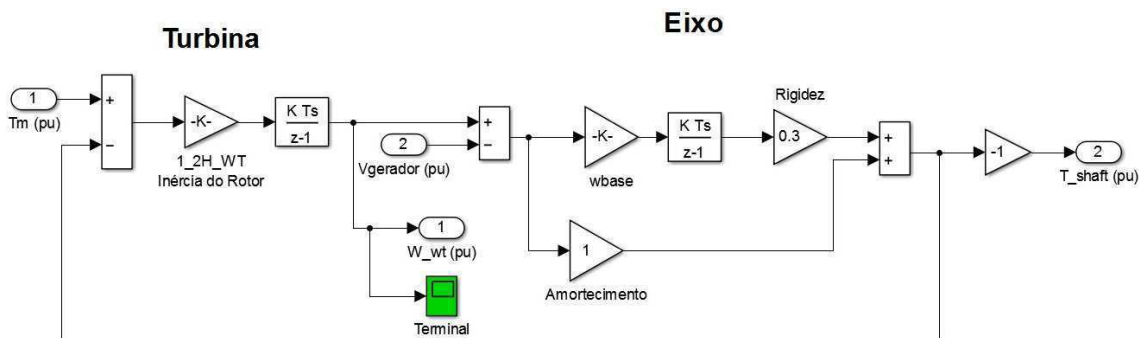 Turbina
Eixo
1
Tm (pu)
+
−
-K-
1_2H_WT
Inércia do Rotor
K Ts
z-1
2
Vgerador (pu)
+
−
1
W_wt (pu)
Terminal
-K-
wbase
K Ts
z-1
Rigidez
0.3
1
Amortecimento
+
+
-1
2
T_shaft (pu)